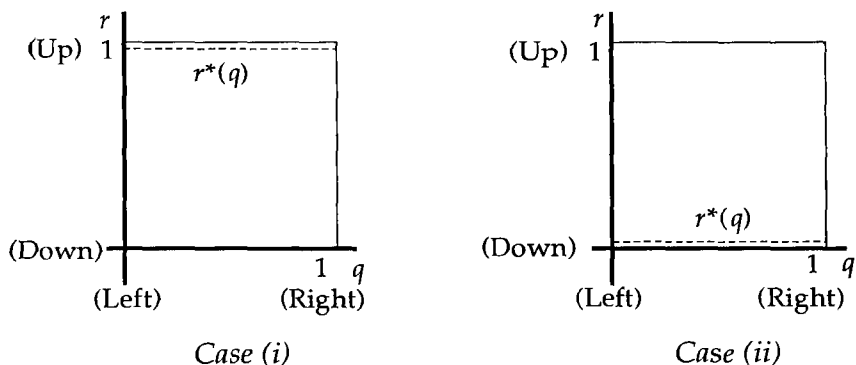 r
(Up) 1
r*(q)
(Down)
1 q
(Left) (Right)
Case (i)
r
(Up) 1
r*(q)
(Down)
1 q
(Left) (Right)
Case (ii)